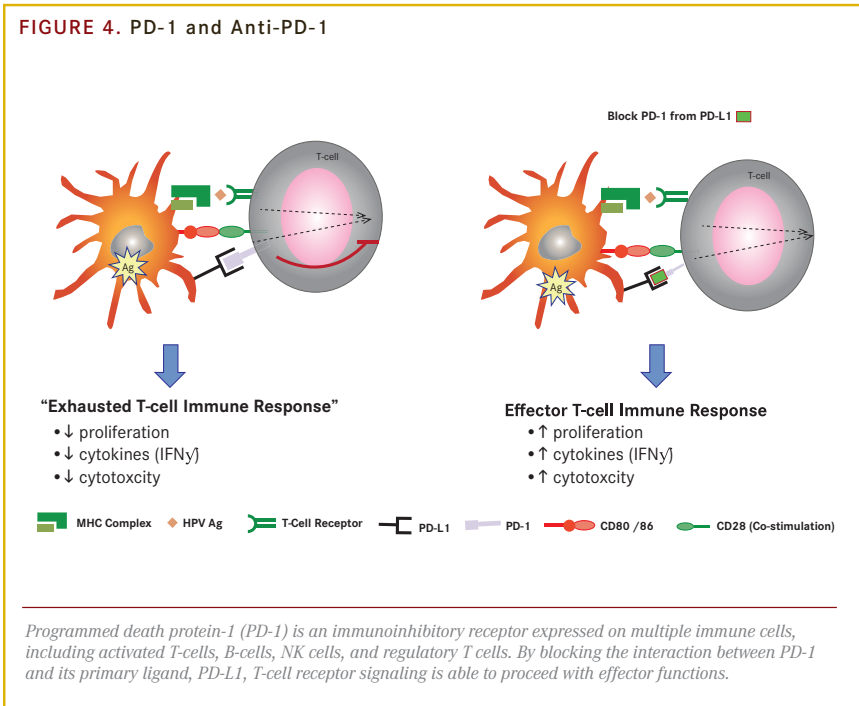 FIGURE 4. PD-1 and Anti-PD-1
Block PD-1 from PD-L1
T-cell
T-cell
Ag
Ag
"Exhausted T-cell Immune Response"
•↓ proliferation
•↓ cytokines (IFNγ)
•↓ cytotoxcity
Effector T-cell Immune Response
•↑ proliferation
•↑ cytokines (IFNγ)
•↑ cytotoxcity
MHC Complex
HPV Ag
T-Cell Receptor
PD-L1
PD-1
CD80 /86
CD28 (Co-stimulation)
Programmed death protein-1 (PD-1) is an immunoinhibitory receptor expressed on multiple immune cells,
including activated T-cells, B-cells, NK cells, and regulatory T cells. By blocking the interaction between PD-1
and its primary ligand, PD-L1, T-cell receptor signaling is able to proceed with effector functions.